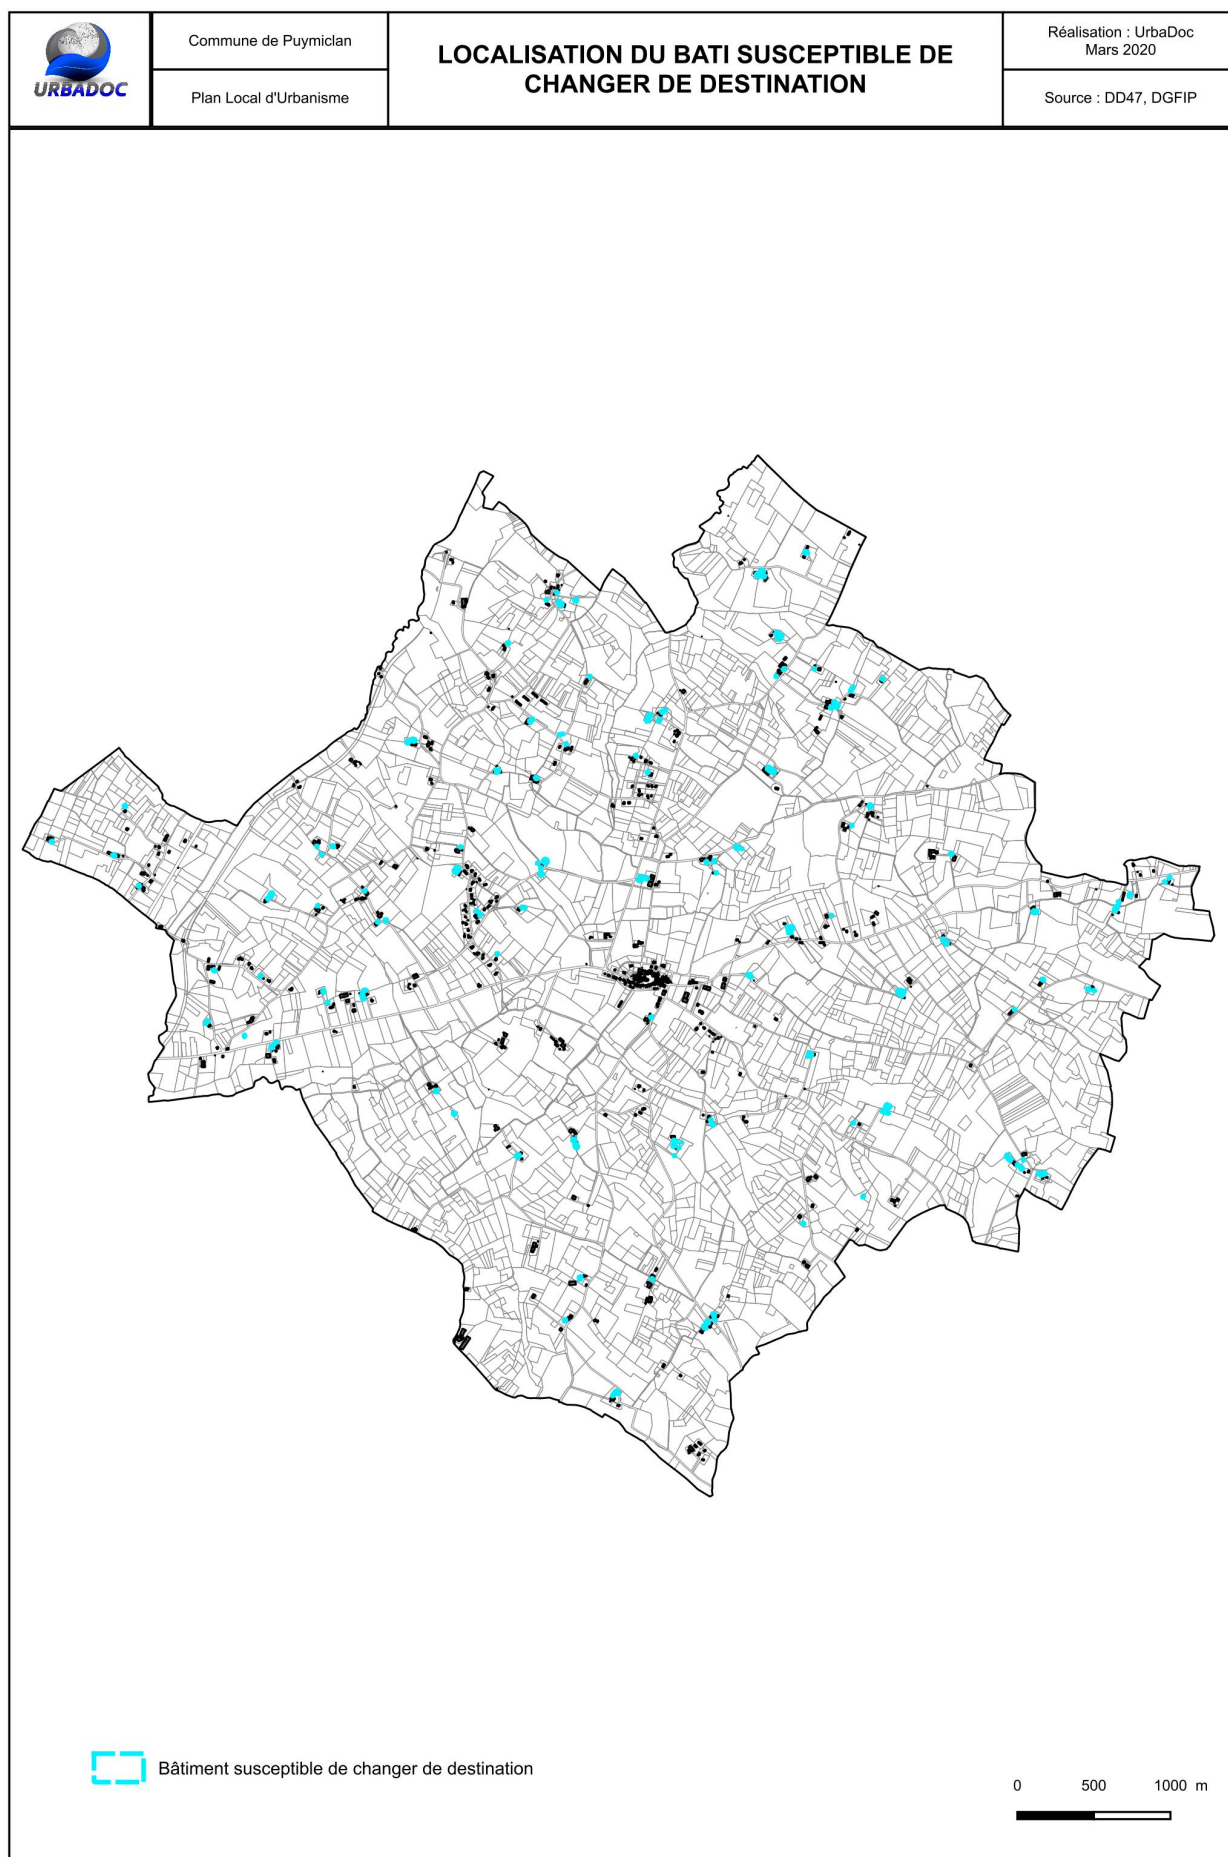 URBADOC
Commune de Puymiclan
Plan Local d'Urbanisme
LOCALISATION DU BATI SUSCEPTIBLE DE
CHANGER DE DESTINATION
Réalisation : UrbaDoc
Mars 2020
Source : DD47, DGFIP
Bâtiment susceptible de changer de destination
0 500 1000 m